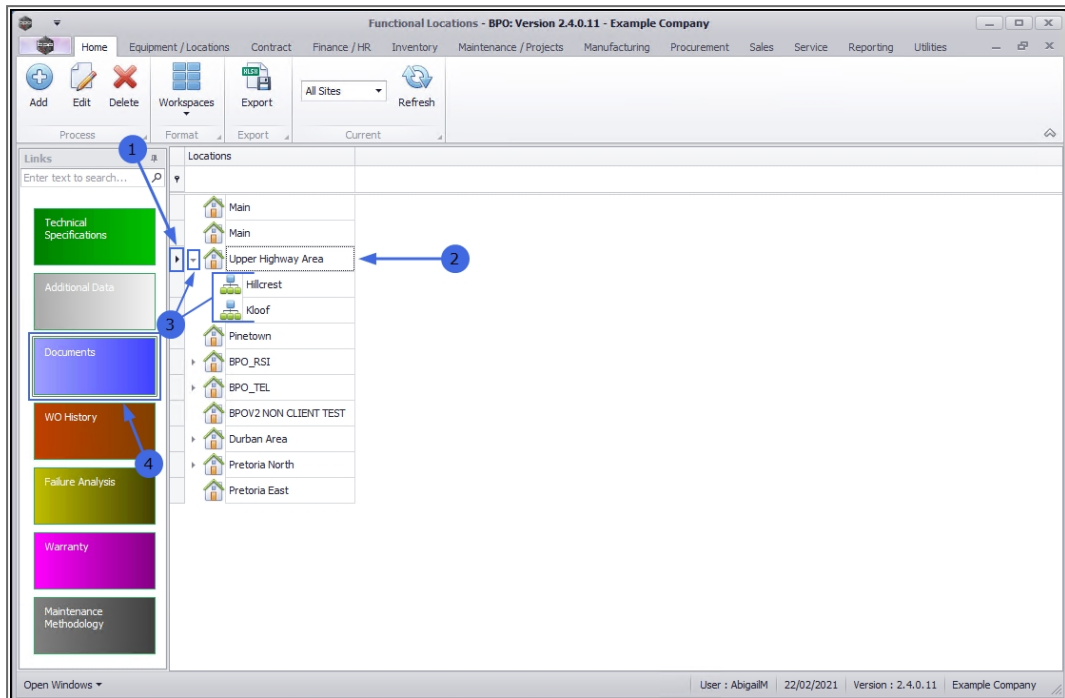 Functional Locations - BPO: Version 2.4.0.11 - Example Company
Home Equipment / Locations Contract Finance / HR Inventory Maintenance / Projects Manufacturing Procurement Sales Service Reporting Utilities
XLSX
All Sites
Add Edit Delete Workspaces Export Refresh
Process Format Export Current
1
Links
Locations
Enter text to search...
Main
Technical
Specifications
Main
Upper Highway Area
2
Additional Data
Hillcrest
Kloof
3
Pinetown
Documents
BPO_RSI
BPO_TEL
WO History
BPOV2 NON CLIENT TEST
Durban Area
4
Pretoria North
Failure Analysis
Pretoria East
Warranty
Maintenance
Methodology
Open Windows
User : AbigailM 22/02/2021 Version : 2.4.0.11 Example Company